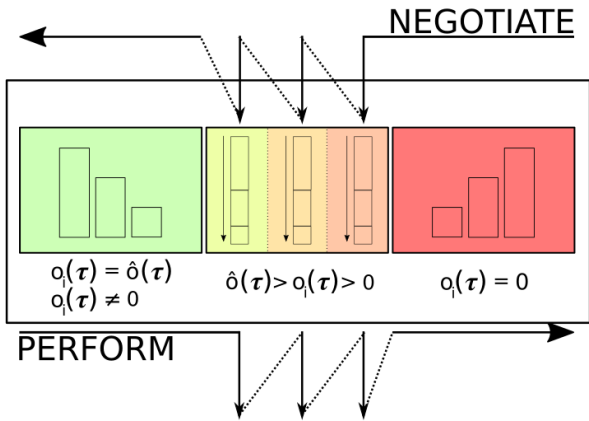 NEGOTIATE
oᵢ(τ) = ô(τ)
oᵢ(τ) ≠ 0
ô(τ) > oᵢ(τ) > 0
oᵢ(τ) = 0
PERFORM